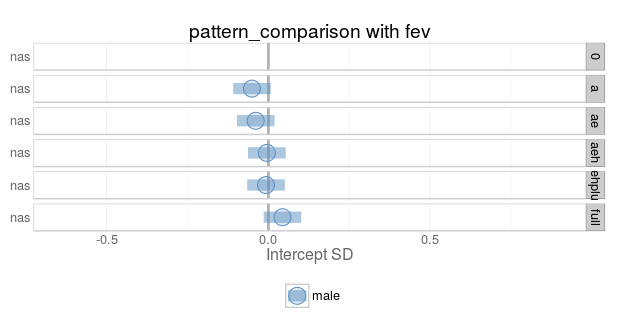 pattern_comparison with fev
nas 0
nas a
nas ae
nas aeh
nas ehplu
nas full
-0.5 0.0 0.5
Intercept SD
male